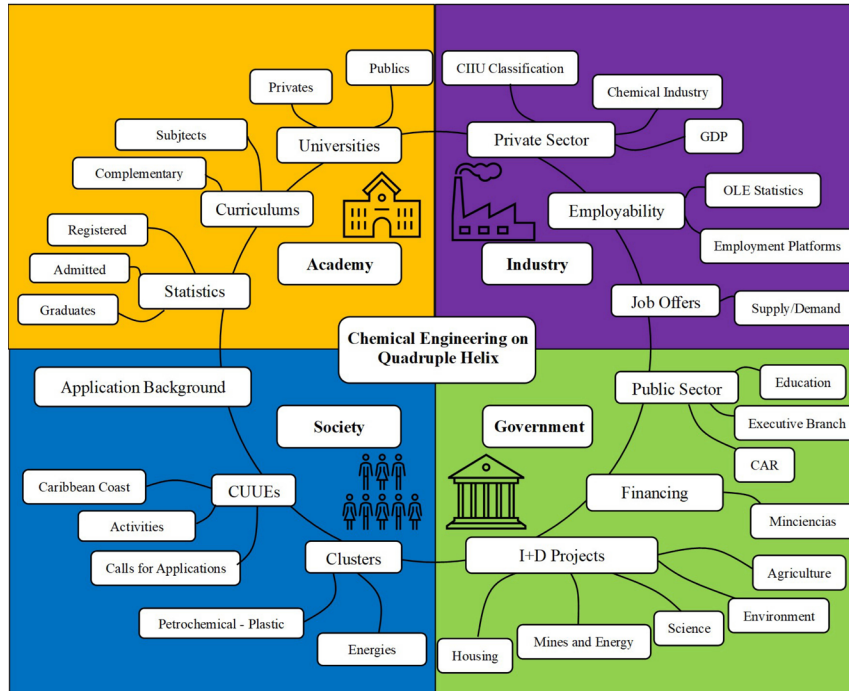 Publics
Privates
Universities
Subjtects
Complementary
Curriculums
Registered
Admitted
Graduates
Statistics
Academy
CIIU Classification
Chemical Industry
Private Sector
GDP
OLE Statistics
Employability
Employment Platforms
Industry
Job Offers
Supply/Demand
Chemical Engineering on
Quadruple Helix
Application Background
Society
CUUEs
Caribbean Coast
Activities
Calls for Applications
Clusters
Petrochemical - Plastic
Energies
Public Sector
Education
Executive Branch
CAR
Government
Financing
Minciencias
I+D Projects
Agriculture
Environment
Science
Mines and Energy
Housing